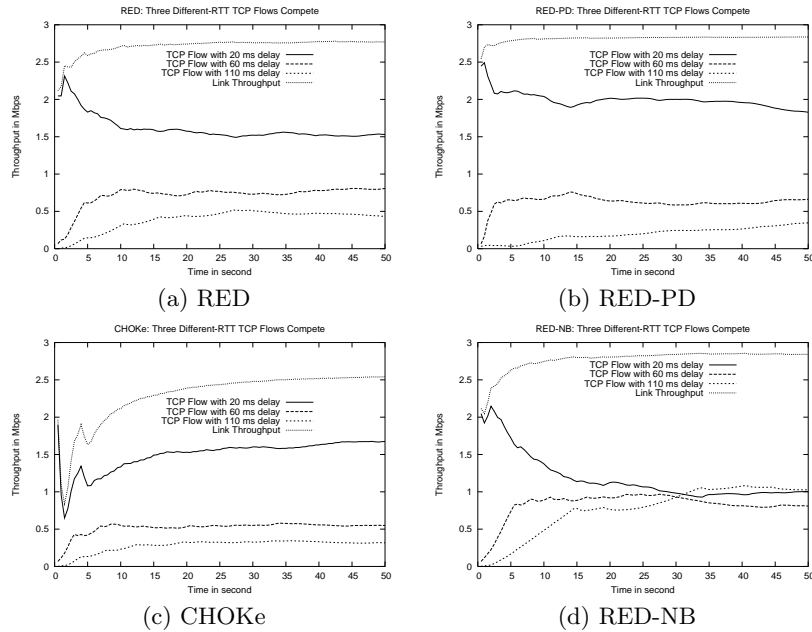 RED: Three Different-RTT TCP Flows Compete
3
2.5
2
1.5
1
0.5
0
Throughput in Mbps
TCP Flow with 20 ms delay
TCP Flow with 60 ms delay
TCP Flow with 110 ms delay
Link Throughput
0 5 10 15 20 25 30 35 40 45 50
Time in second
(a) RED
RED-PD: Three Different-RTT TCP Flows Compete
3
2.5
2
1.5
1
0.5
0
Throughput in Mbps
TCP Flow with 20 ms delay
TCP Flow with 60 ms delay
TCP Flow with 110 ms delay
Link Throughput
0 5 10 15 20 25 30 35 40 45 50
Time in second
(b) RED-PD
CHOKe: Three Different-RTT TCP Flows Compete
3
2.5
2
1.5
1
0.5
0
Throughput in Mbps
TCP Flow with 20 ms delay
TCP Flow with 60 ms delay
TCP Flow with 110 ms delay
Link Throughput
0 5 10 15 20 25 30 35 40 45 50
Time in second
(c) CHOKe
RED-NB: Three Different-RTT TCP Flows Compete
3
2.5
2
1.5
1
0.5
0
Throughput in Mbps
TCP Flow with 20 ms delay
TCP Flow with 60 ms delay
TCP Flow with 110 ms delay
Link Throughput
0 5 10 15 20 25 30 35 40 45 50
Time in second
(d) RED-NB